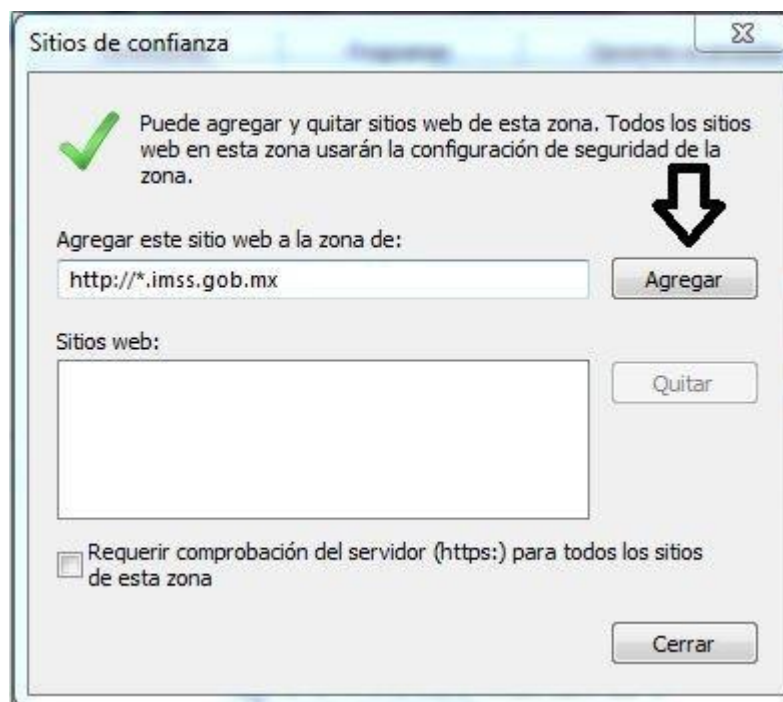 Sitios de confianza
Puede agregar y quitar sitios web de esta zona. Todos los sitios
web en esta zona usarán la configuración de seguridad de la
zona.
Agregar este sitio web a la zona de:
http://*.imss.gob.mx
Agregar
Sitios web:
Quitar
Requerir comprobación del servidor (https:) para todos los sitios
de esta zona
Cerrar